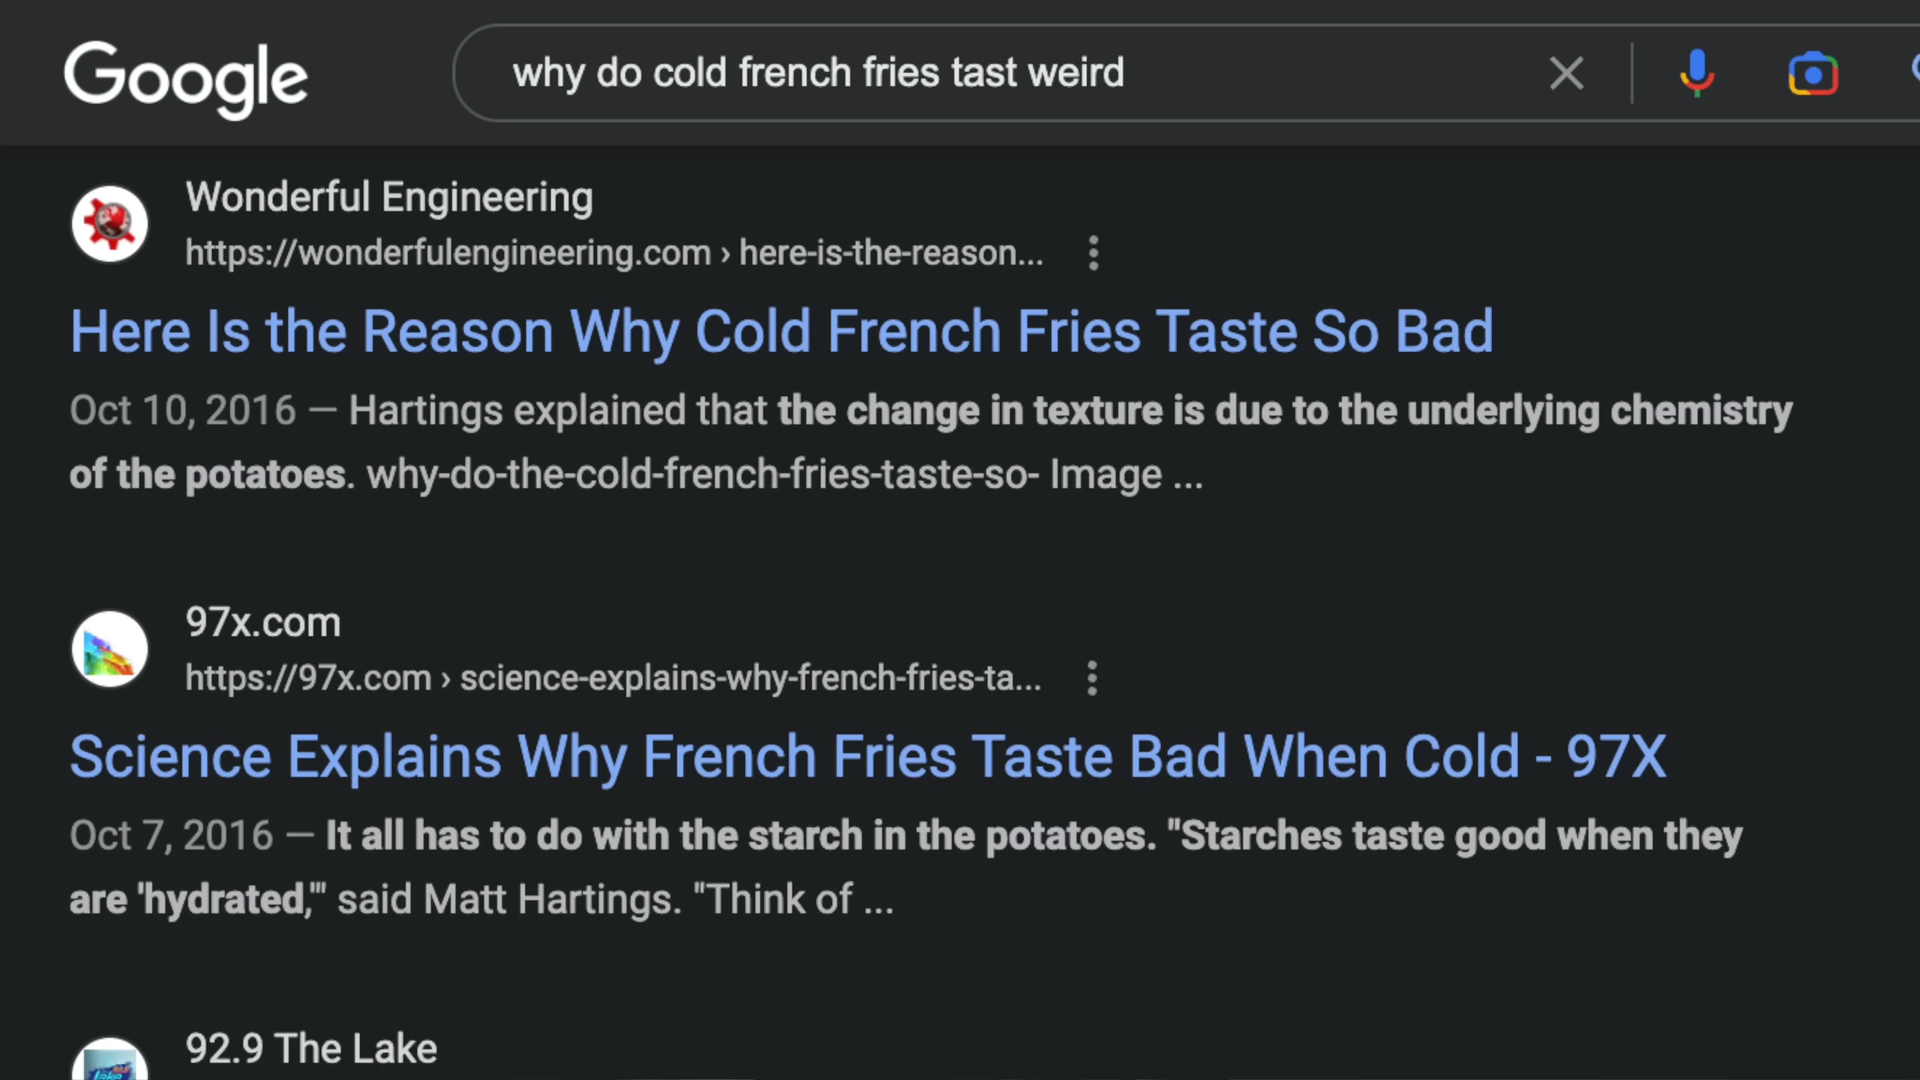 Google
why do cold french fries tast weird
Wonderful Engineering
https://wonderfulengineering.com › here-is-the-reason...
Here Is the Reason Why Cold French Fries Taste So Bad
Oct 10, 2016 — Hartings explained that the change in texture is due to the underlying chemistry
of the potatoes. why-do-the-cold-french-fries-taste-so- Image ...
97x.com
https://97x.com › science-explains-why-french-fries-ta...
Science Explains Why French Fries Taste Bad When Cold - 97X
Oct 7, 2016 — It all has to do with the starch in the potatoes. "Starches taste good when they
are 'hydrated,'" said Matt Hartings. "Think of ...
92.9 The Lake